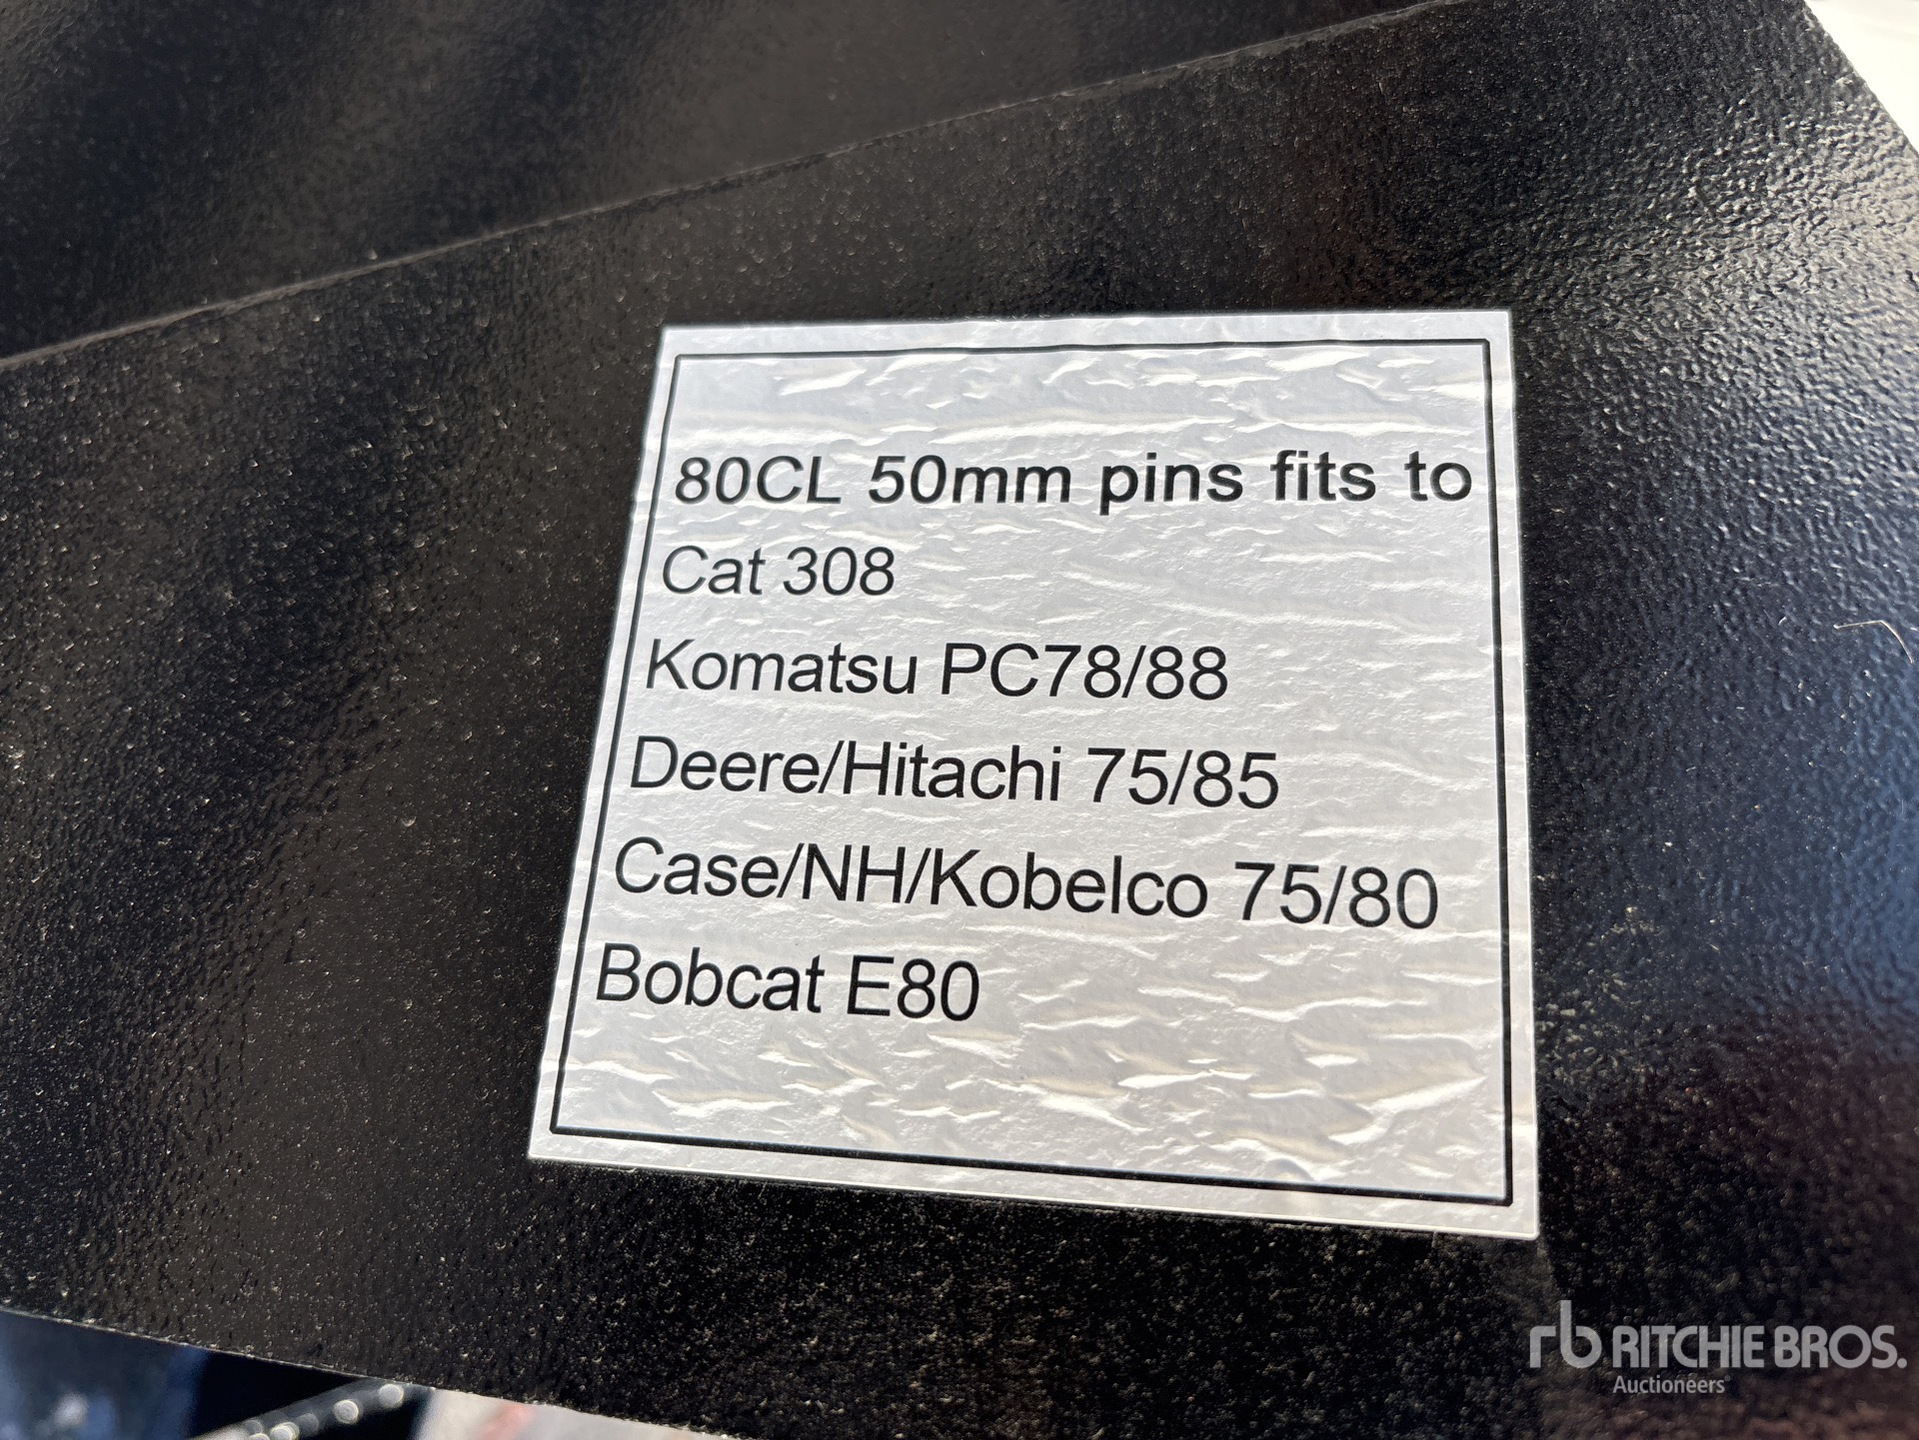 80CL 50mm pins fits to
Cat 308
Komatsu PC78/88
Deere/Hitachi 75/85
Case/NH/Kobelco 75/80
Bobcat E80
rb RITCHIE BROS.
Auctioneers